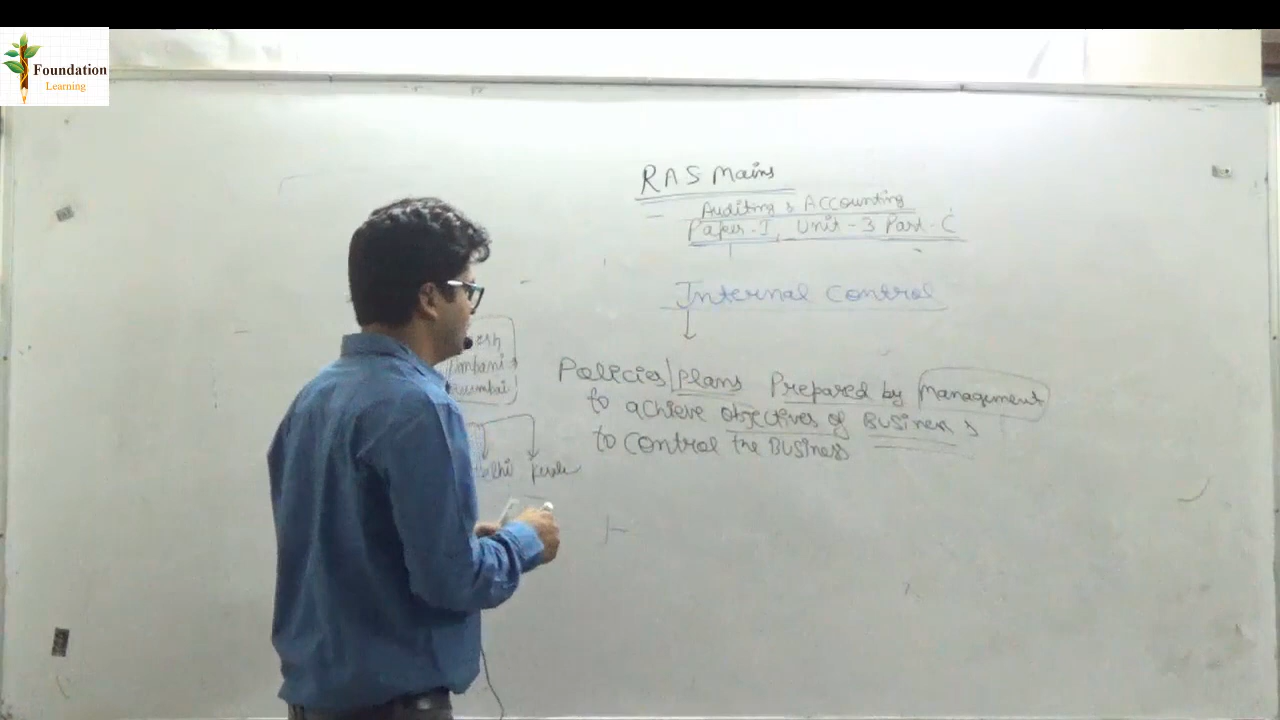 Foundation
Learning
RAS Mains
Auditing & Accounting
Paper-I, Unit-3 Part-C
Internal Control
Policies/Plans Prepared by Management
to achieve objectives of Business &
to control the Business